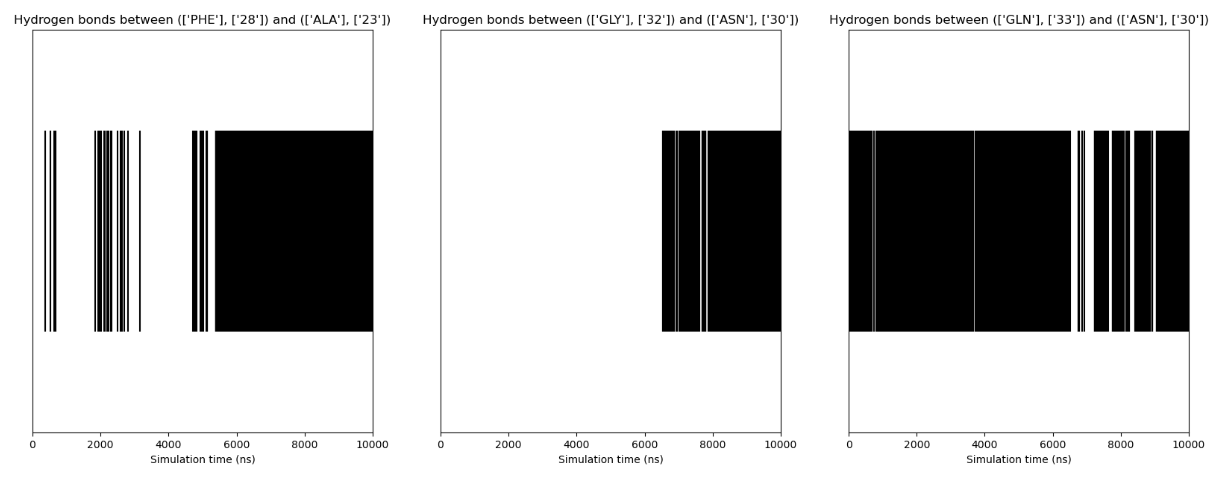 Hydrogen bonds between (['PHE'], ['28']) and (['ALA'], ['23'])
Hydrogen bonds between (['GLY'], ['32']) and (['ASN'], ['30'])
Hydrogen bonds between (['GLN'], ['33']) and (['ASN'], ['30'])
0 2000 4000 6000 8000 10000
0 2000 4000 6000 8000 10000
0 2000 4000 6000 8000 10000
Simulation time (ns)
Simulation time (ns)
Simulation time (ns)